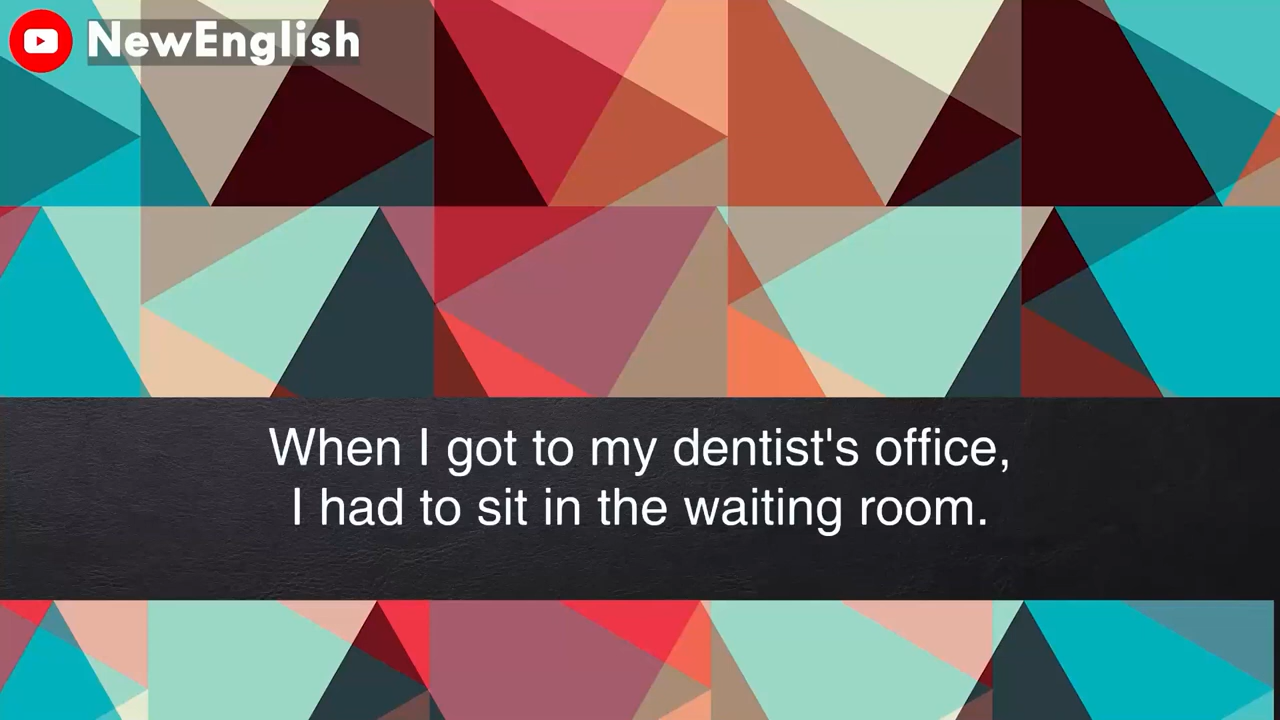 NewEnglish
When I got to my dentist's office,
I had to sit in the waiting room.